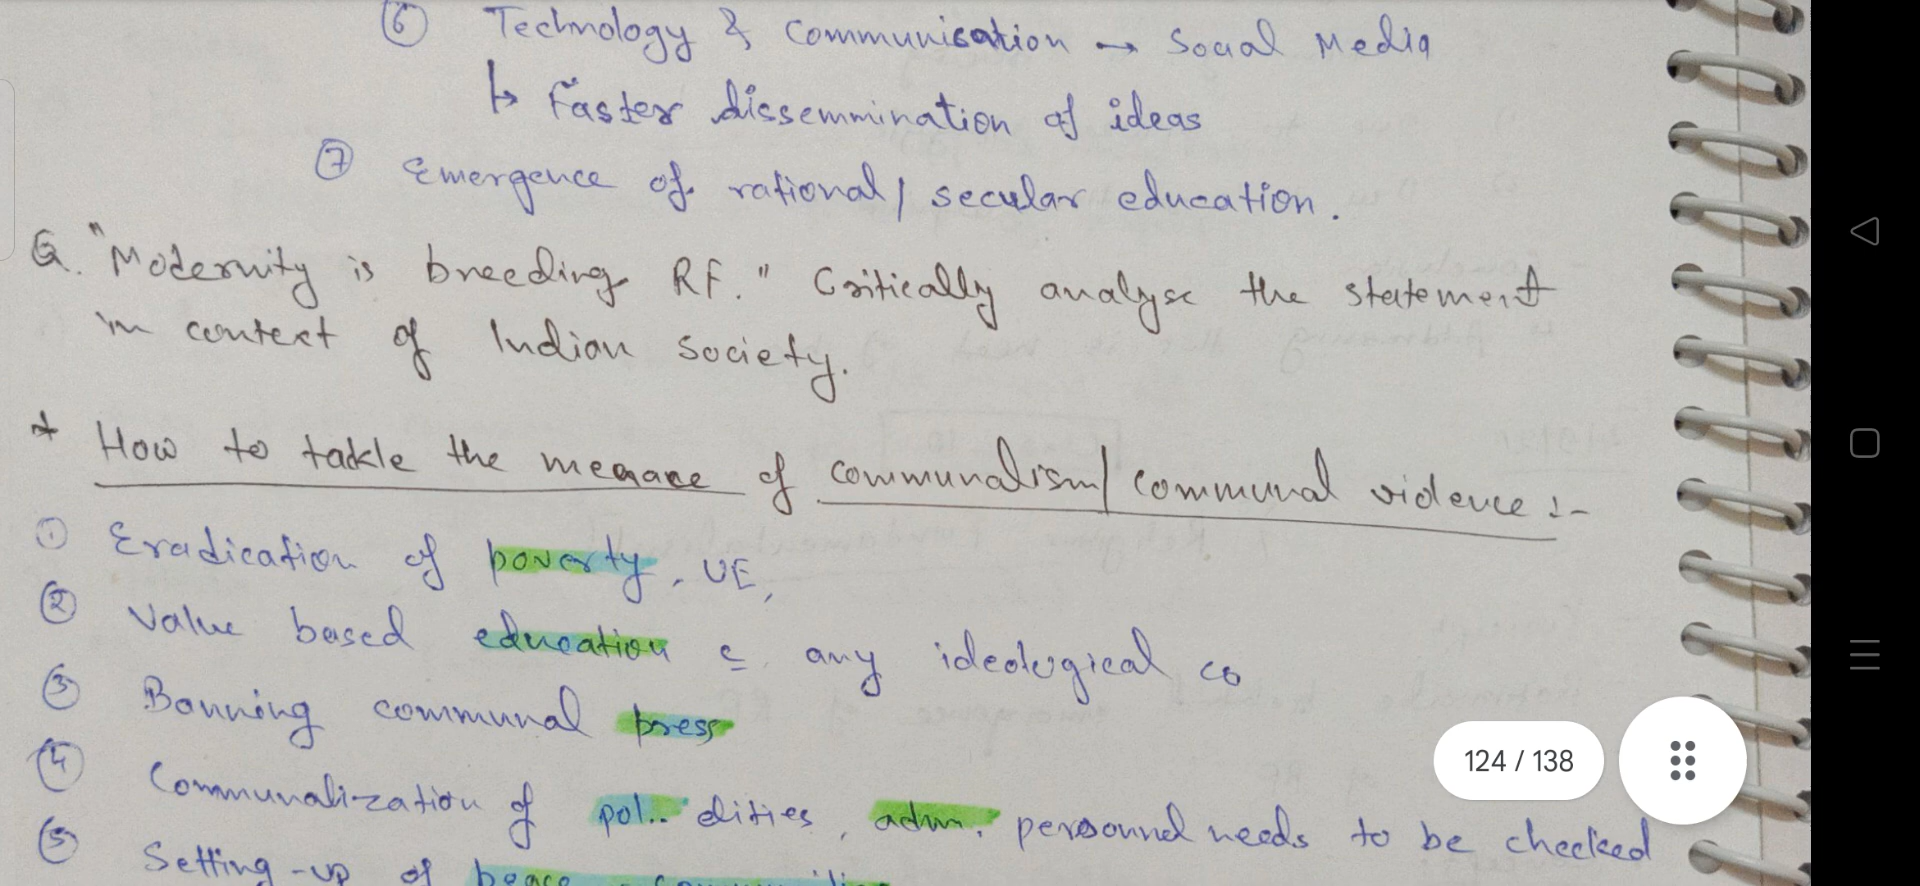 ⑥ Technology & Communication → Social Media
↳ Faster dissemmination of ideas
⑦ Emergence of rational/ secular education.
Q. "Modernity is breeding RF." Critically analyse the statement
in context of Indian society.
* How to tackle the menace of communalism/ communal violence :-
① Eradication of poverty, UE,
② Value based education c̄ any ideological co
③ Banning communal press
④ Communalization of pol.. elities, adm. personnel needs to be checked
⑤ Setting-up of peace
124 / 138